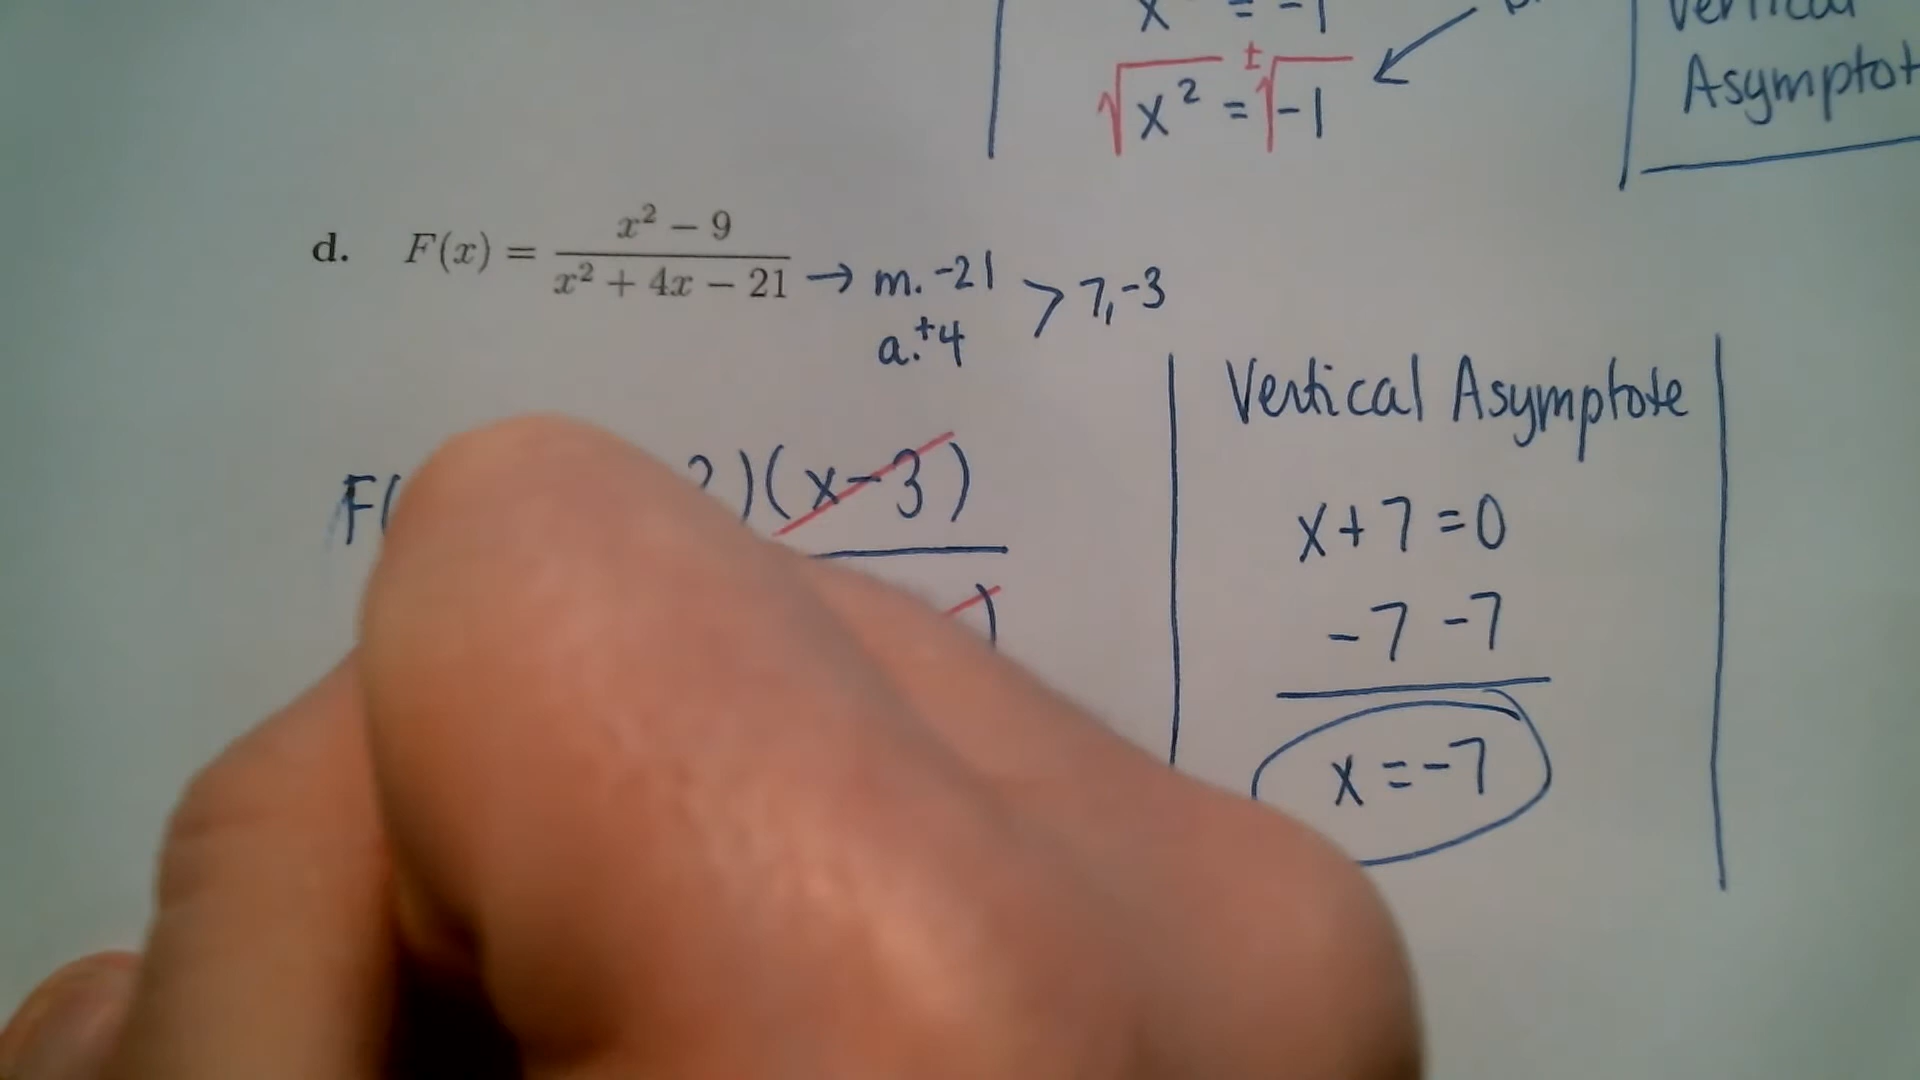 x = -1
√x² = ±√-1
Asymptot
d. F(x) = x² − 9 / x² + 4x − 21 → m. -21 > 7, -3
a. +4
Vertical Asymptote
F( )(x-3)
)
x+7=0
-7 -7
x=-7